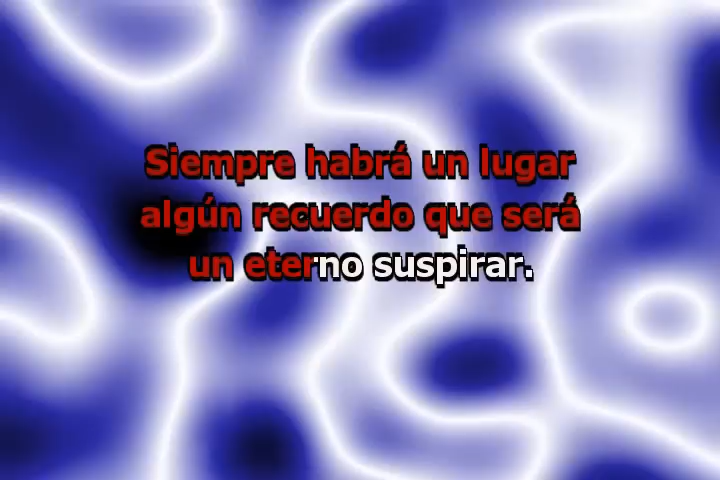 Siempre habrá un lugar
algún recuerdo que será
un eterno suspirar.